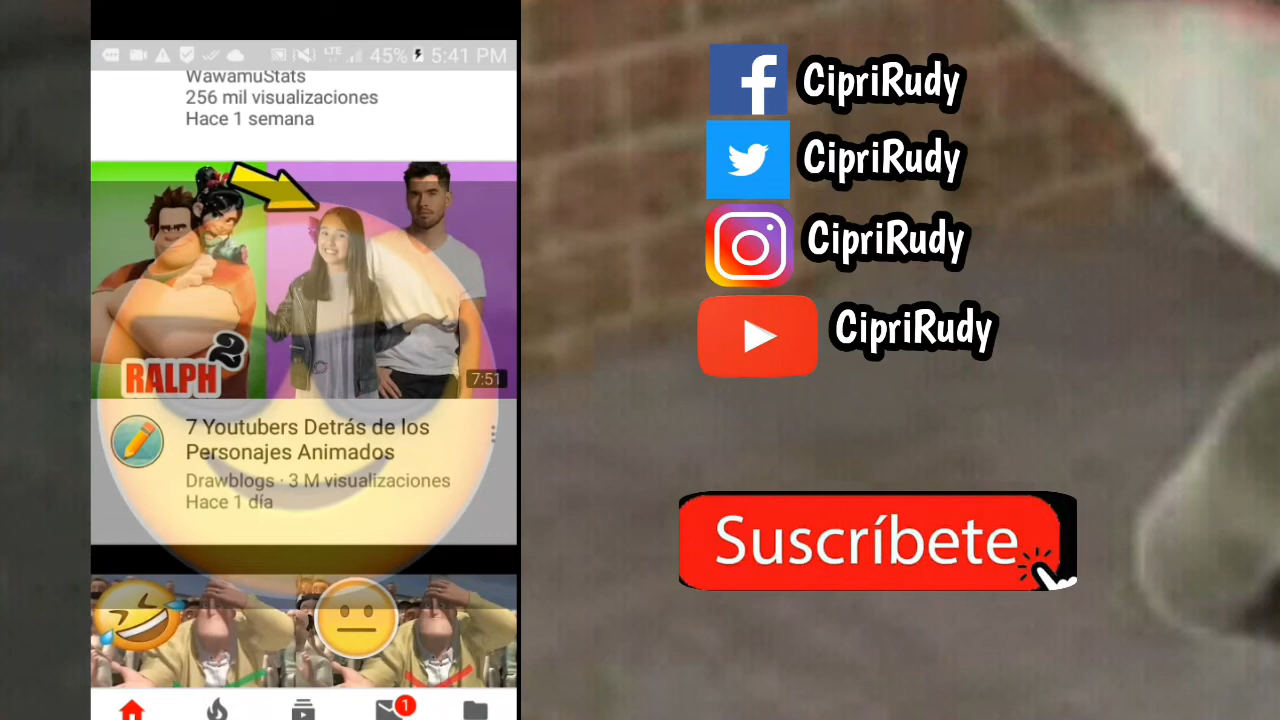 LTE 45% 5:41 PM
WawamuStats
256 mil visualizaciones
Hace 1 semana
RALPH 2
7:51
7 Youtubers Detrás de los
Personajes Animados
Drawblogs · 3 M visualizaciones
Hace 1 día
1
f CipriRudy
CipriRudy
CipriRudy
CipriRudy
Suscríbete